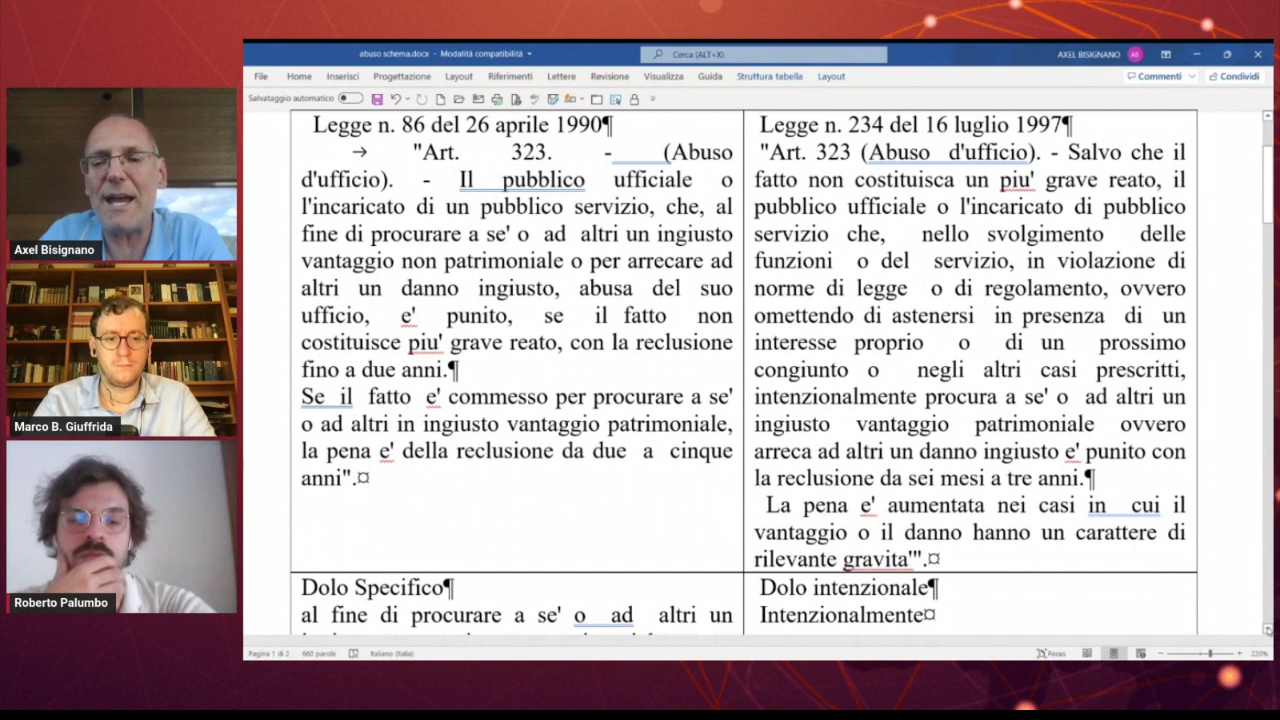 abuso schema.docx - Modalità compatibilità
Cerca (ALT+X)
AXEL BISIGNANO
File Home Inserisci Progettazione Layout Riferimenti Lettere Revisione Visualizza Guida Struttura tabella Layout
Commenti Condividi
Salvataggio automatico
Axel Bisignano
Marco B. Giuffrida
Roberto Palumbo
Legge n. 86 del 26 aprile 1990¶
→ "Art. 323. - (Abuso
d'ufficio). - Il pubblico ufficiale o
l'incaricato di un pubblico servizio, che, al
fine di procurare a se' o ad altri un ingiusto
vantaggio non patrimoniale o per arrecare ad
altri un danno ingiusto, abusa del suo
ufficio, e' punito, se il fatto non
costituisce piu' grave reato, con la reclusione
fino a due anni.¶
Se il fatto e' commesso per procurare a se'
o ad altri in ingiusto vantaggio patrimoniale,
la pena e' della reclusione da due a cinque
anni".¤
Legge n. 234 del 16 luglio 1997¶
"Art. 323 (Abuso d'ufficio). - Salvo che il
fatto non costituisca un piu' grave reato, il
pubblico ufficiale o l'incaricato di pubblico
servizio che, nello svolgimento delle
funzioni o del servizio, in violazione di
norme di legge o di regolamento, ovvero
omettendo di astenersi in presenza di un
interesse proprio o di un prossimo
congiunto o negli altri casi prescritti,
intenzionalmente procura a se' o ad altri un
ingiusto vantaggio patrimoniale ovvero
arreca ad altri un danno ingiusto e' punito con
la reclusione da sei mesi a tre anni.¶
La pena e' aumentata nei casi in cui il
vantaggio o il danno hanno un carattere di
rilevante gravita'".¤
Dolo Specifico¶
al fine di procurare a se' o ad altri un
Dolo intenzionale¶
Intenzionalmente¤
Pagina 1 di 2 660 parole Italiano (Italia)
Focus
220%